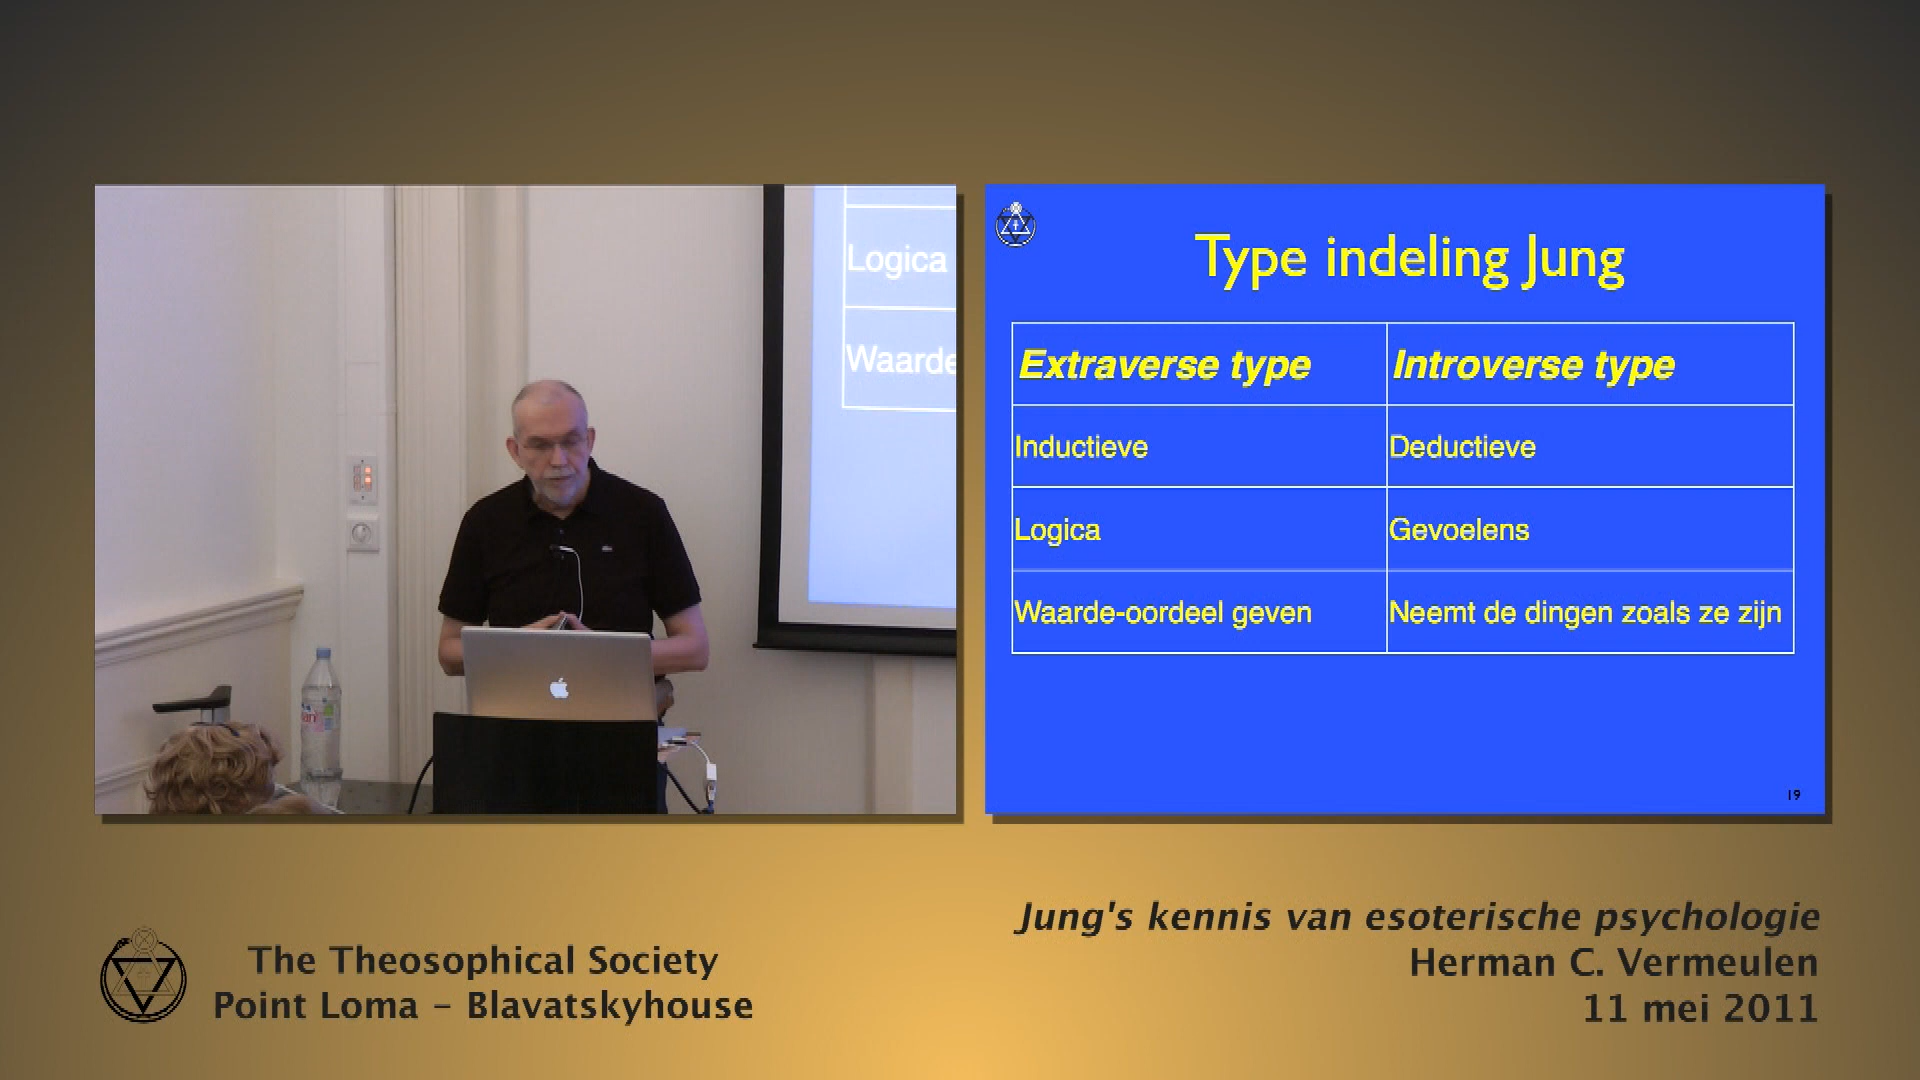 Logica
Waarde
Type indeling Jung
Extraverse type
Introverse type
Inductieve
Deductieve
Logica
Gevoelens
Waarde-oordeel geven
Neemt de dingen zoals ze zijn
19
The Theosophical Society
Point Loma - Blavatskyhouse
Jung's kennis van esoterische psychologie
Herman C. Vermeulen
11 mei 2011